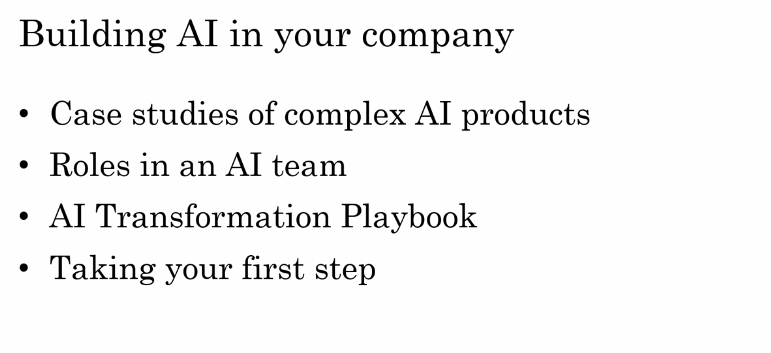 Building AI in your company
• Case studies of complex AI products
• Roles in an AI team
• AI Transformation Playbook
• Taking your first step